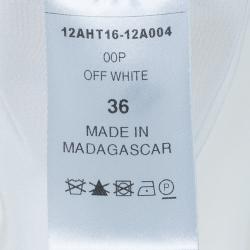 12AHT16-12A004
00P
OFF WHITE
36
MADE IN
MADAGASCAR
P